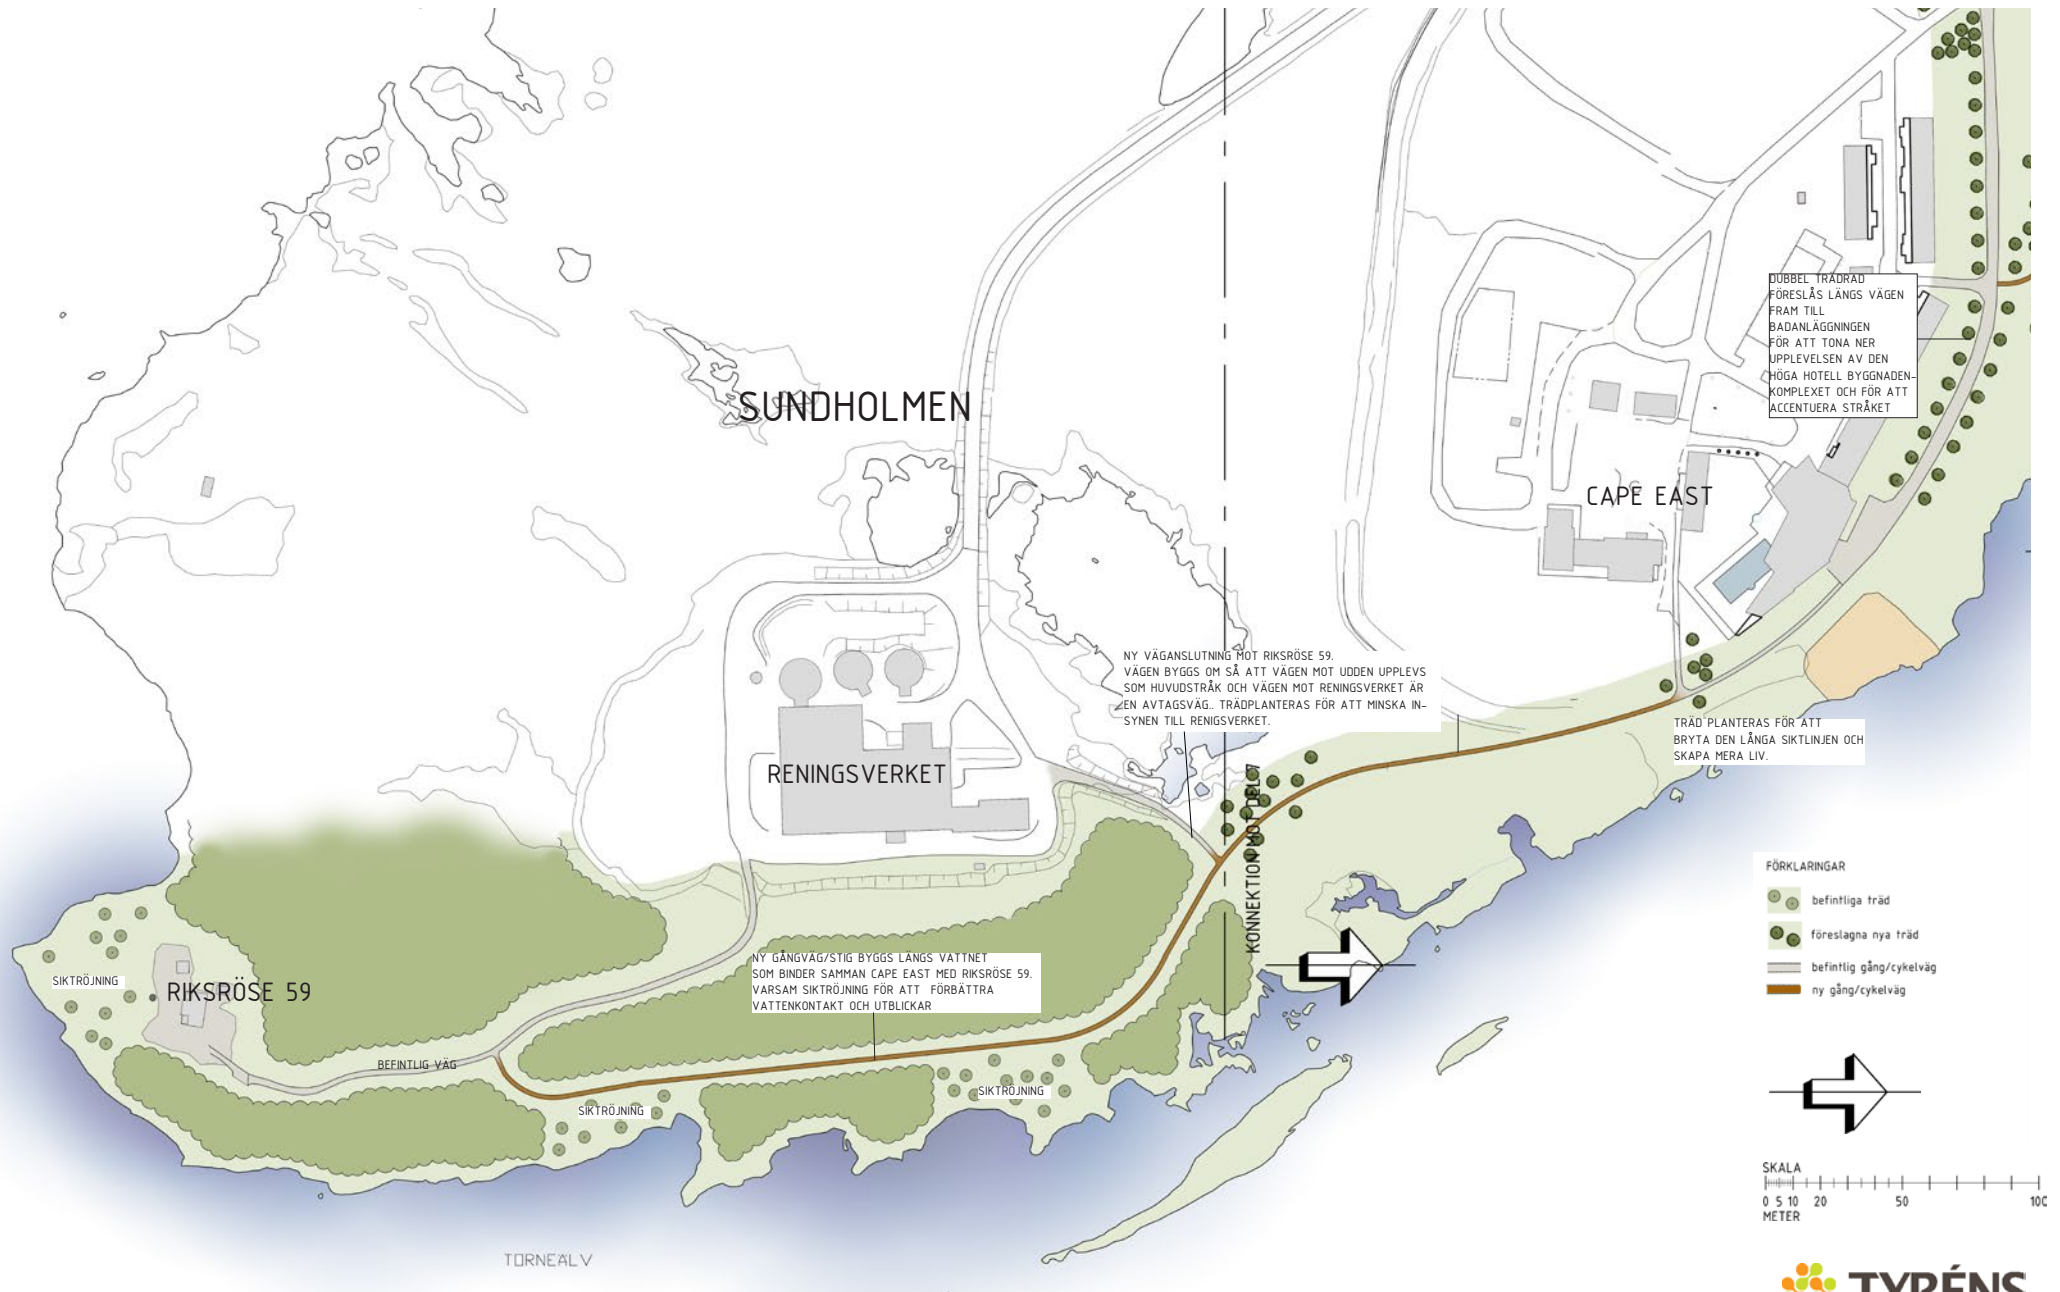 SUNDHOLMEN
DUBBEL TRÄDRAD
FÖRESLÅS LÄNGS VÄGEN
FRAM TILL
BADANLÄGGNINGEN
FÖR ATT TONA NER
UPPLEVELSEN AV DEN
HÖGA HOTELL BYGGNADEN-
KOMPLEXET OCH FÖR ATT
ACCENTUERA STRÅKET
CAPE EAST
NY VÄGANSLUTNING MOT RIKSRÖSE 59.
VÄGEN BYGGS OM SÅ ATT VÄGEN MOT UDDEN UPPLEVS
SOM HUVUDSTRÅK OCH VÄGEN MOT RENINGSVERKET ÄR
EN AVTAGSVÄG.. TRÄDPLANTERAS FÖR ATT MINSKA IN-
SYNEN TILL RENIGSVERKET.
TRÄD PLANTERAS FÖR ATT
BRYTA DEN LÅNGA SIKTLINJEN OCH
SKAPA MERA LIV.
RENINGSVERKET
KONNEKTION MOT DEL 7
NY GÅNGVÄG/STIG BYGGS LÄNGS VATTNET
SOM BINDER SAMMAN CAPE EAST MED RIKSRÖSE 59.
VARSAM SIKTRÖJNING FÖR ATT FÖRBÄTTRA
VATTENKONTAKT OCH UTBLICKAR
SIKTRÖJNING
RIKSRÖSE 59
BEFINTLIG VÄG
SIKTRÖJNING
SIKTRÖJNING
TORNEÄLV
FÖRKLARINGAR
befintliga träd
föreslagna nya träd
befintlig gång/cykelväg
ny gång/cykelväg
SKALA
0 5 10 20 50 100
METER
TYRÉNS